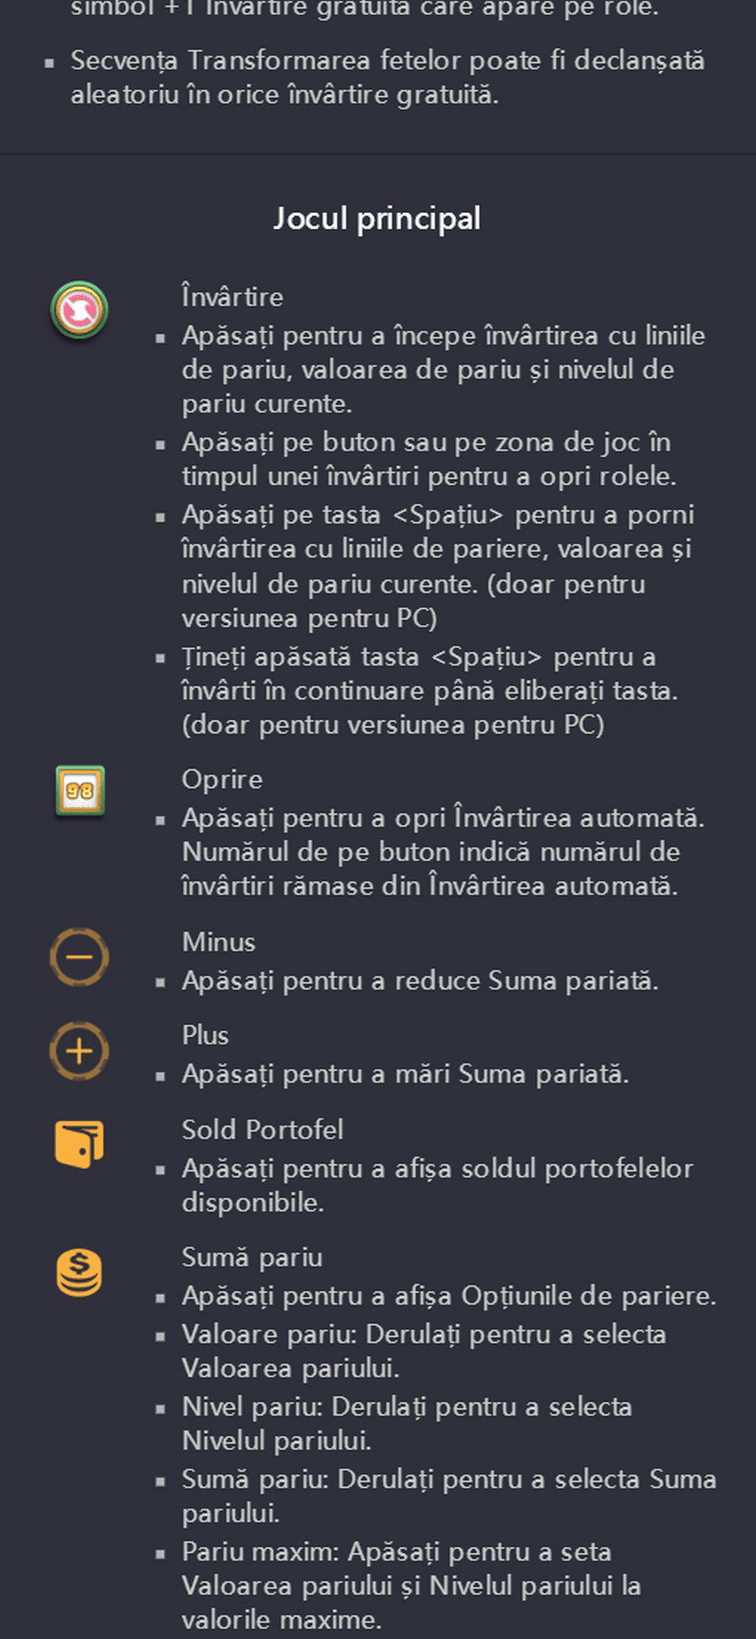 simbol +1 Învârtire gratuită care apare pe role.
Secvența Transformarea fetelor poate fi declanșată
aleatoriu în orice învârtire gratuită.
Jocul principal
Învârtire
Apăsați pentru a începe învârtirea cu liniile
de pariu, valoarea de pariu și nivelul de
pariu curente.
Apăsați pe buton sau pe zona de joc în
timpul unei învârtiri pentru a opri rolele.
Apăsați pe tasta <Spațiu> pentru a porni
învârtirea cu liniile de pariere, valoarea și
nivelul de pariu curente. (doar pentru
versiunea pentru PC)
Țineți apăsată tasta <Spațiu> pentru a
învârti în continuare până eliberați tasta.
(doar pentru versiunea pentru PC)
98
Oprire
Apăsați pentru a opri Învârtirea automată.
Numărul de pe buton indică numărul de
învârtiri rămase din Învârtirea automată.
Minus
Apăsați pentru a reduce Suma pariată.
Plus
Apăsați pentru a mări Suma pariată.
Sold Portofel
Apăsați pentru a afișa soldul portofelelor
disponibile.
$
Sumă pariu
Apăsați pentru a afișa Opțiunile de pariere.
Valoare pariu: Derulați pentru a selecta
Valoarea pariului.
Nivel pariu: Derulați pentru a selecta
Nivelul pariului.
Sumă pariu: Derulați pentru a selecta Suma
pariului.
Pariu maxim: Apăsați pentru a seta
Valoarea pariului și Nivelul pariului la
valorile maxime.